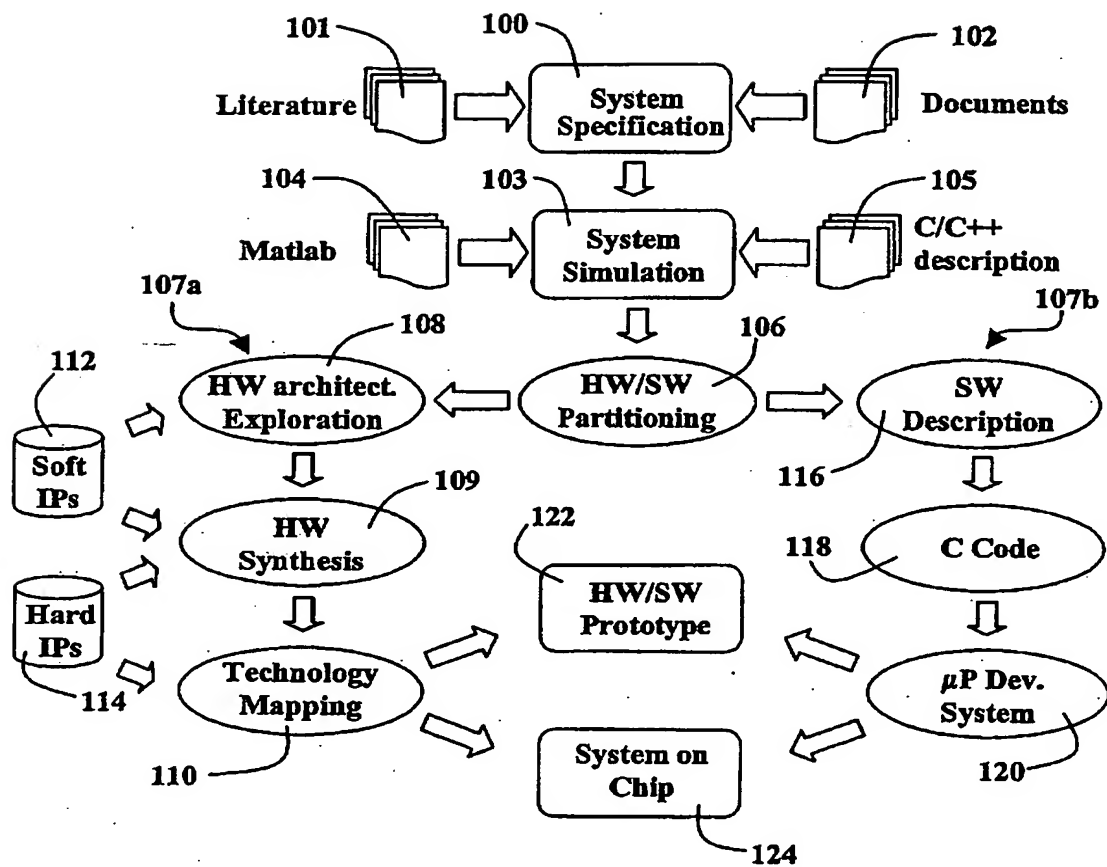 101
100
102
Literature
System
Specification
Documents
104
103
105
Matlab
System
Simulation
C/C++
description
107a
108
106
107b
112
HW architect.
Exploration
HW/SW
Partitioning
SW
Description
116
Soft
IPs
109
122
HW
Synthesis
118
C Code
Hard
IPs
HW/SW
Prototype
114
Technology
Mapping
µP Dev.
System
110
System on
Chip
120
124